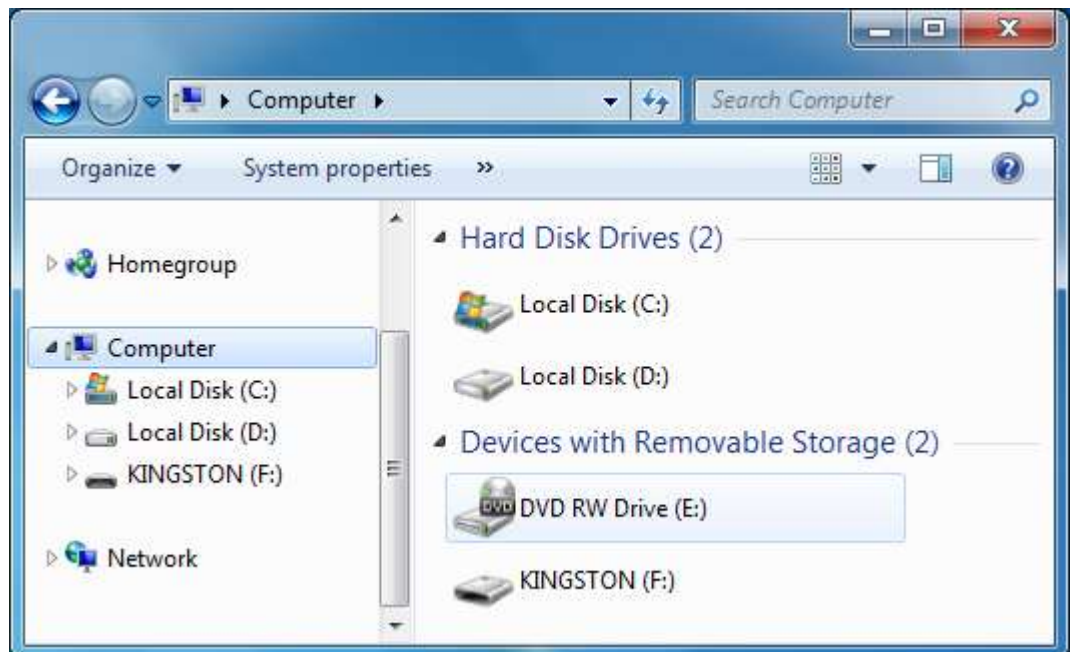 Computer
Search Computer
Organize System properties »
Homegroup
Computer
Local Disk (C:)
Local Disk (D:)
KINGSTON (F:)
Network
Hard Disk Drives (2)
Local Disk (C:)
Local Disk (D:)
Devices with Removable Storage (2)
DVD
DVD RW Drive (E:)
KINGSTON (F:)